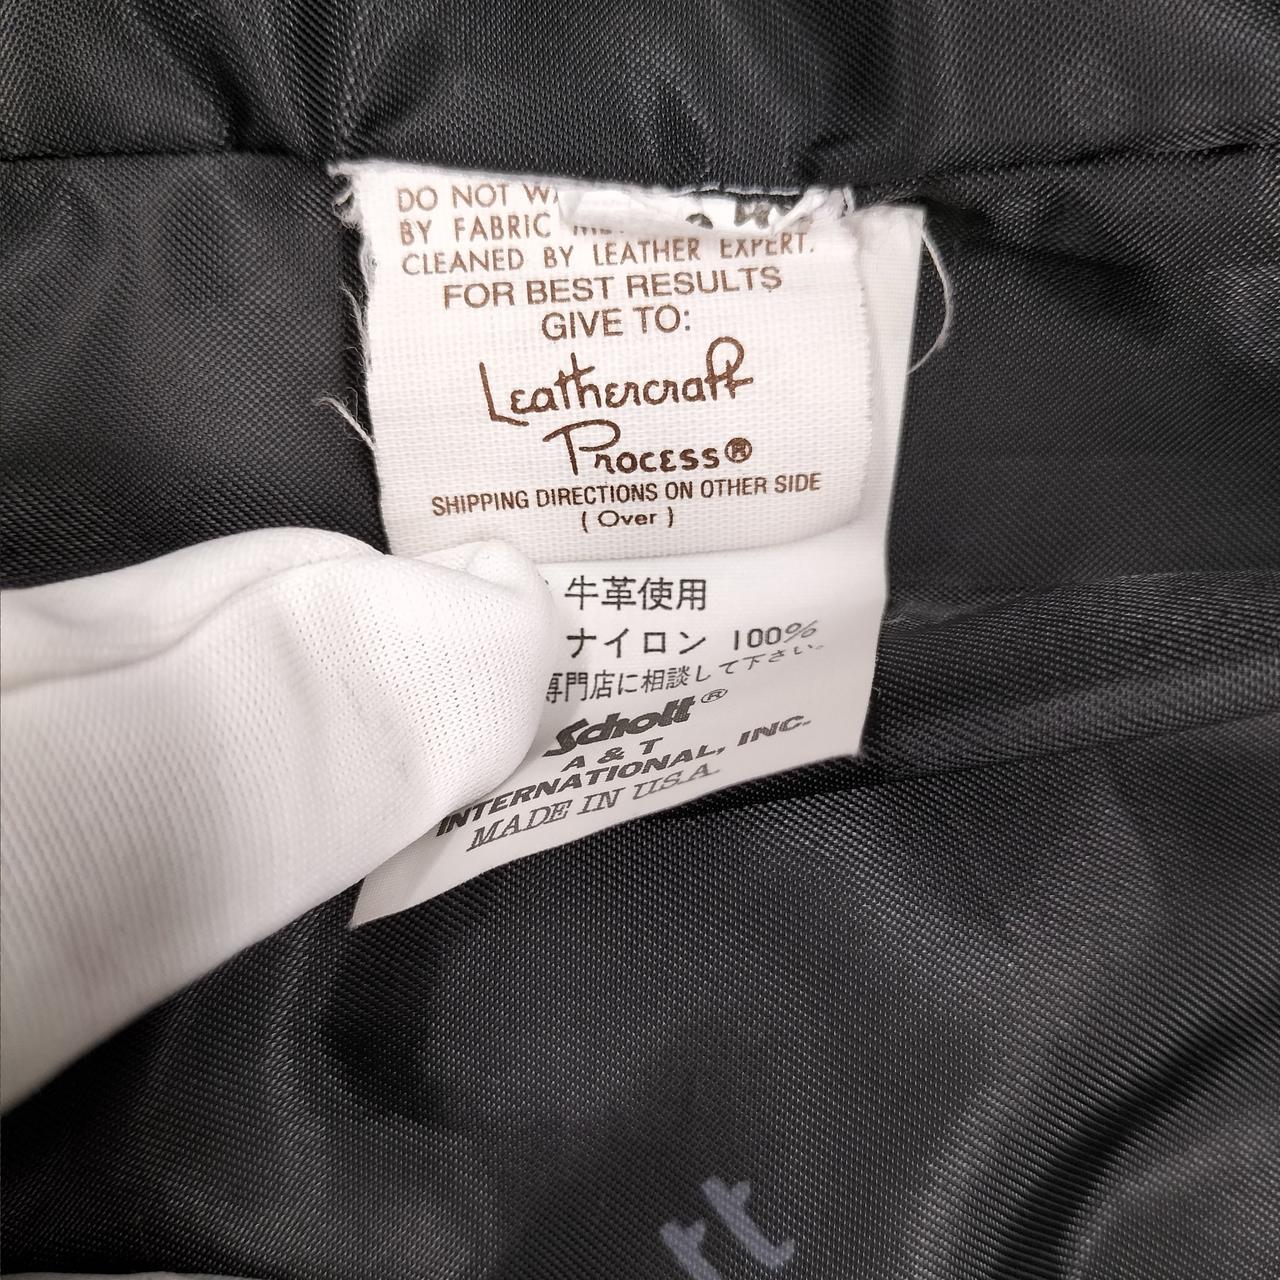 DO NOT
BY FABRIC
CLEANED BY LEATHER EXPERT.
FOR BEST RESULTS
GIVE TO:
Leathercraft
Process®
SHIPPING DIRECTIONS ON OTHER SIDE
( Over )
牛革使用
ナイロン 100%
専門店に相談して下さい。
Schott®
A & T
INTERNATIONAL, INC.
MADE IN U.S.A.